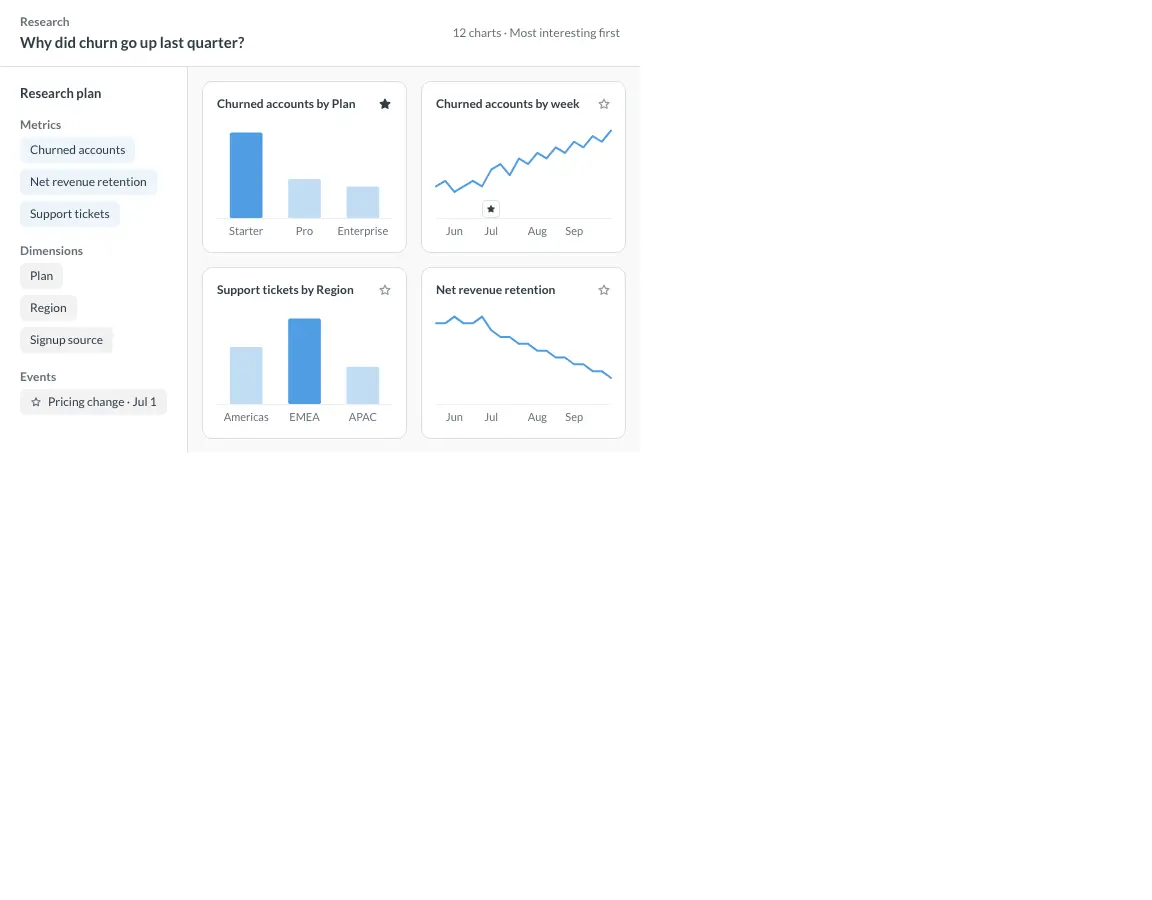 Research
Why did churn go up last quarter?
12 charts · Most interesting first
Research plan
Metrics
Churned accounts
Net revenue retention
Support tickets
Dimensions
Plan
Region
Signup source
Events
Pricing change · Jul 1
Churned accounts by Plan
Starter Pro Enterprise
Churned accounts by week
Jun Jul Aug Sep
Support tickets by Region
Americas EMEA APAC
Net revenue retention
Jun Jul Aug Sep